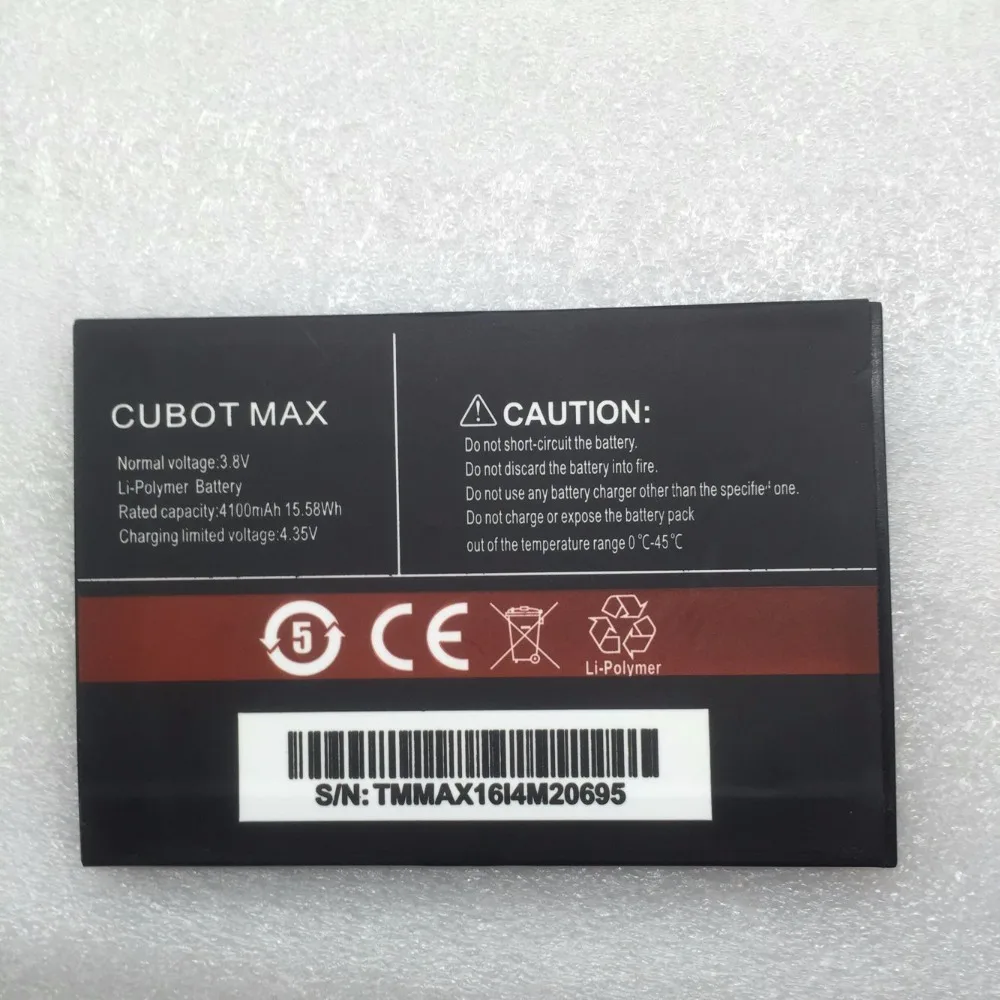 CUBOT MAX
Normal voltage:3.8V
Li-Polymer Battery
Rated capacity:4100mAh 15.58Wh
Charging limited voltage:4.35V
CAUTION:
Do not short-circuit the battery.
Do not discard the battery into fire.
Do not use any battery charger other than the specified one.
Do not charge or expose the battery pack
out of the temperature range 0℃-45℃
5
CE
Li-Polymer
S/N: TMMAX16I4M20695